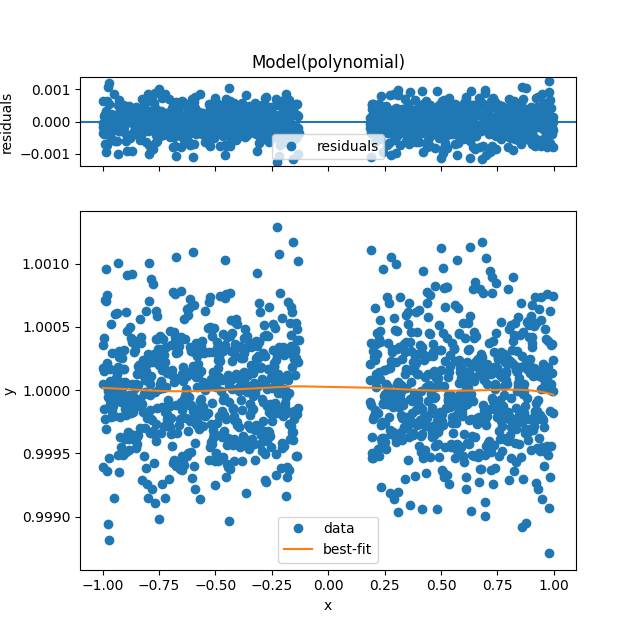 Model(polynomial)
0.001
0.000
−0.001
residuals
residuals
1.0010
1.0005
1.0000
0.9995
0.9990
y
data
best-fit
−1.00 −0.75 −0.50 −0.25 0.00 0.25 0.50 0.75 1.00
x